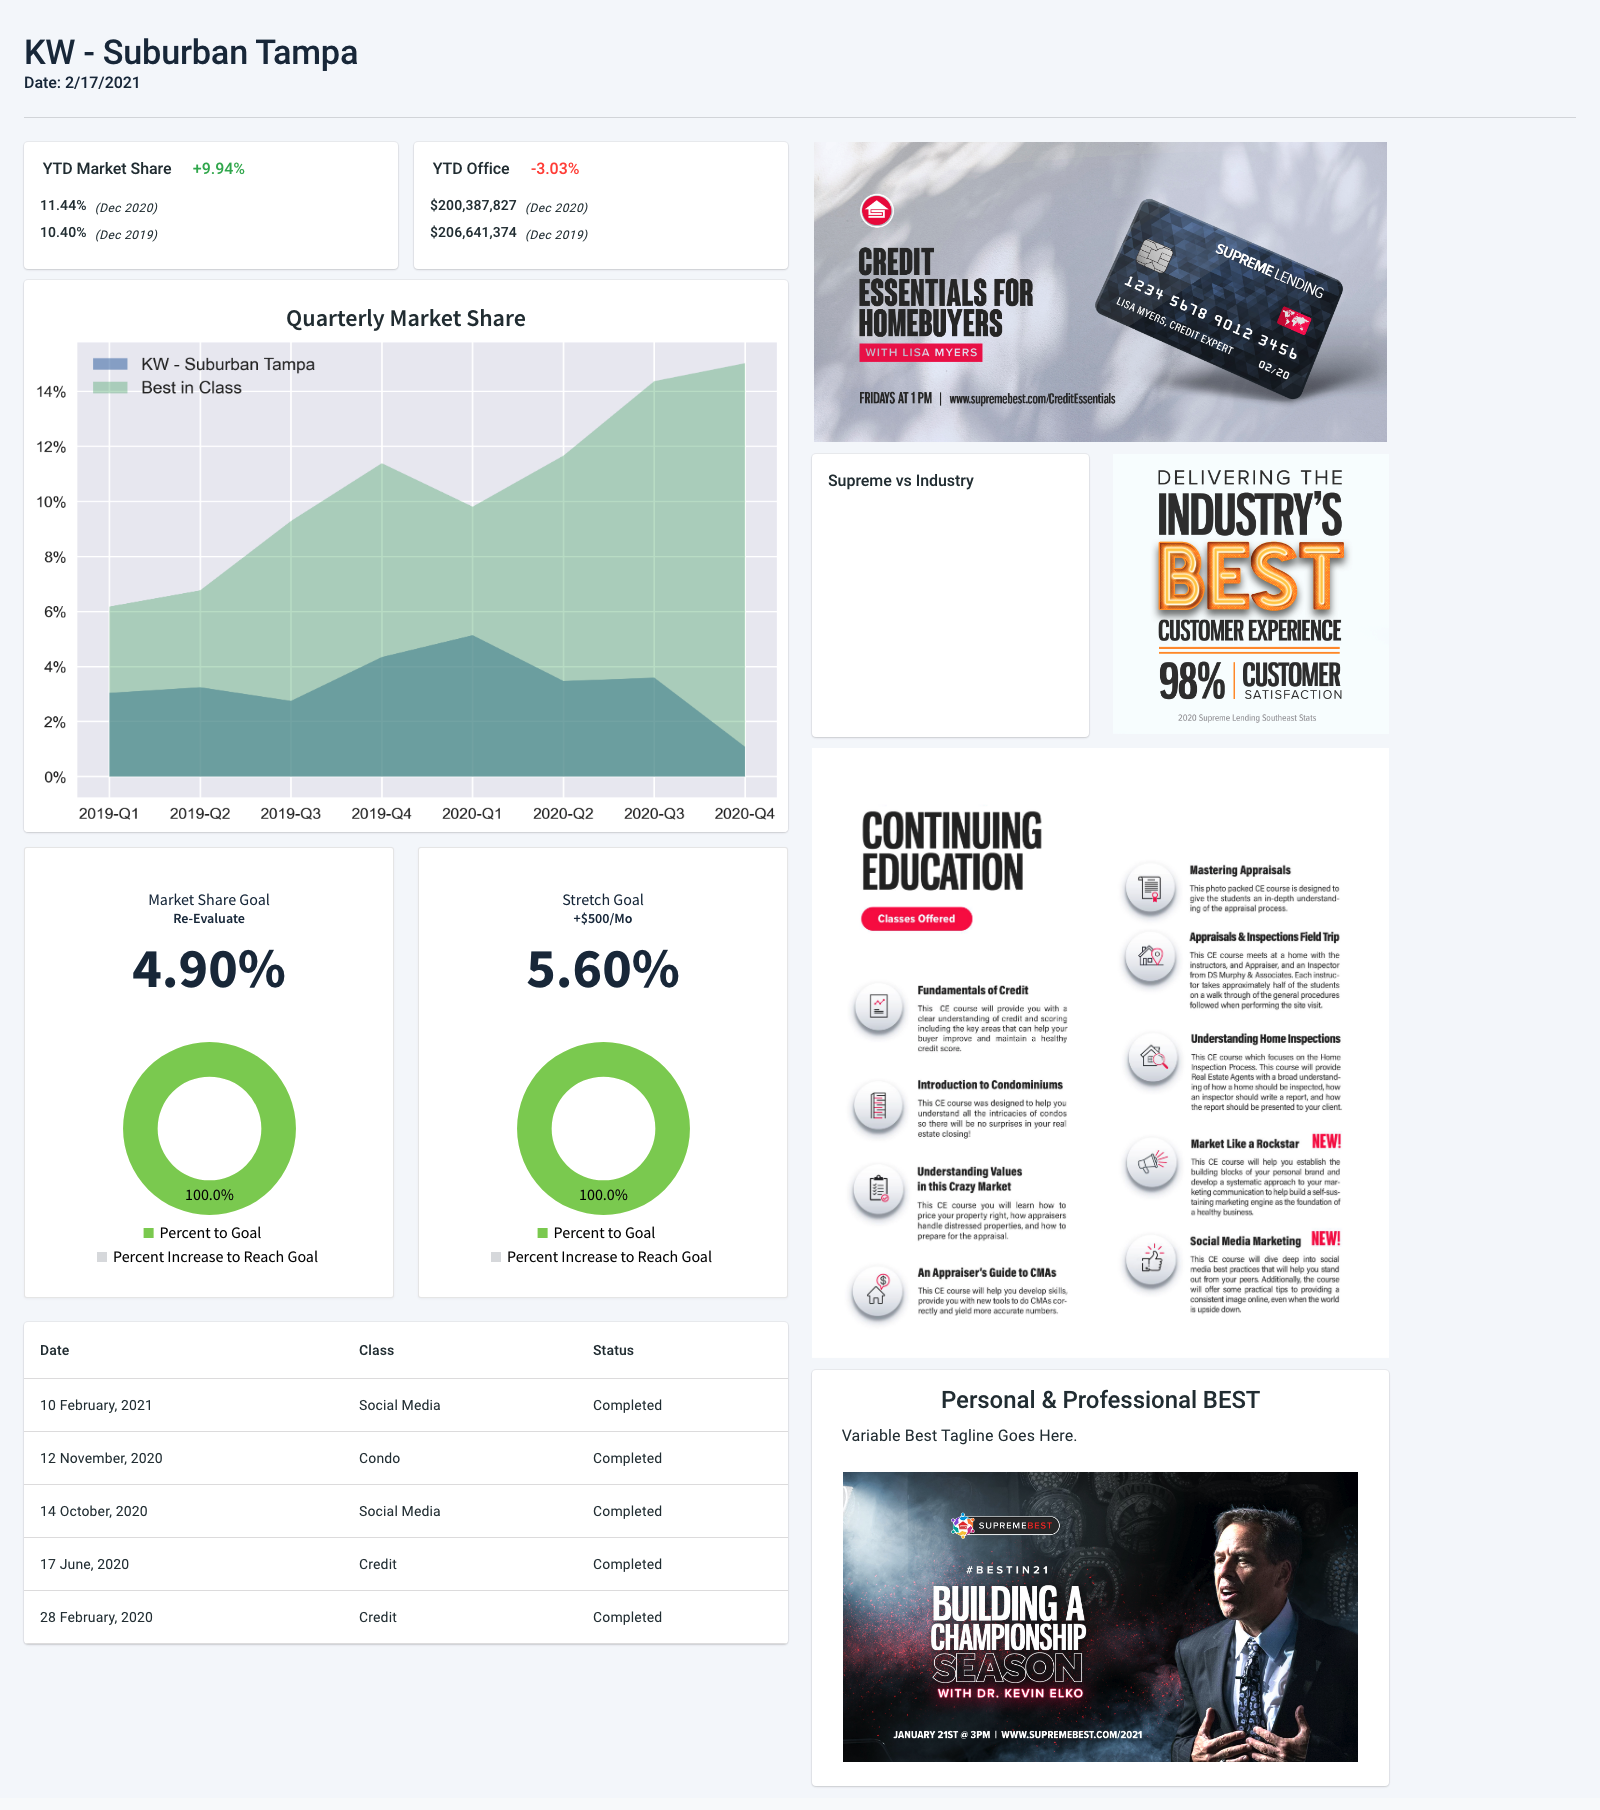 KW - Suburban Tampa
Date: 2/17/2021
YTD Market Share +9.94%
11.44% (Dec 2020)
10.40% (Dec 2019)
YTD Office -3.03%
$200,387,827 (Dec 2020)
$206,641,374 (Dec 2019)
Quarterly Market Share
KW - Suburban Tampa
Best in Class
14%
12%
10%
8%
6%
4%
2%
0%
2019-Q1 2019-Q2 2019-Q3 2019-Q4 2020-Q1 2020-Q2 2020-Q3 2020-Q4
Market Share Goal
Re-Evaluate
4.90%
100.0%
Percent to Goal
Percent Increase to Reach Goal
Stretch Goal
+$500/Mo
5.60%
100.0%
Percent to Goal
Percent Increase to Reach Goal
Date Class Status
10 February, 2021 Social Media Completed
12 November, 2020 Condo Completed
14 October, 2020 Social Media Completed
17 June, 2020 Credit Completed
28 February, 2020 Credit Completed
CREDIT
ESSENTIALS FOR
HOMEBUYERS
WITH LISA MYERS
FRIDAYS AT 1 PM | www.supremebest.com/CreditEssentials
SUPREME LENDING
1234 5678 9012 3456
LISA MYERS, CREDIT EXPERT
02/20
Supreme vs Industry
DELIVERING THE
INDUSTRY'S
BEST
CUSTOMER EXPERIENCE
98% CUSTOMER
SATISFACTION
2020 Supreme Lending Southeast Stats
CONTINUING
EDUCATION
Classes Offered
Fundamentals of Credit
This CE course will provide you with a
clear understanding of credit and scoring
including the key areas that can help your
buyer improve and maintain a healthy
credit score.
Introduction to Condominiums
This CE course was designed to help you
understand all the intricacies of condos
so there will be no surprises in your real
estate closing!
Understanding Values
in this Crazy Market
This CE course you will learn how to
price your property right, how appraisers
handle distressed properties, and how to
prepare for the appraisal.
An Appraiser's Guide to CMAs
This CE course will help you develop skills,
provide you with new tools to do CMAs cor-
rectly and yield more accurate numbers.
Mastering Appraisals
This photo packed CE course is designed to
give the students an in-depth understand-
ing of the appraisal process.
Appraisals & Inspections Field Trip
This CE course meets at a home with the
instructors, and Appraiser, and an Inspector
from DS Murphy & Associates. Each instruc-
tor takes approximately half of the students
on a walk through of the general procedures
followed when performing the site visit.
Understanding Home Inspections
This CE course which focuses on the Home
Inspection Process. This course will provide
Real Estate Agents with a broad understand-
ing of how a home should be inspected, how
an inspector should write a report, and how
the report should be presented to your client.
Market Like a Rockstar NEW!
This CE course will help you establish the
building blocks of your personal brand and
develop a systematic approach to your mar-
keting communication to help build a self-sus-
taining marketing engine as the foundation of
a healthy business.
Social Media Marketing NEW!
This CE course will dive deep into social
media best practices that will help you stand
out from your peers. Additionally, the course
will offer some practical tips to providing a
consistent image online, even when the world
is upside down.
Personal & Professional BEST
Variable Best Tagline Goes Here.
SUPREMEBEST
#BESTIN21
BUILDING A
CHAMPIONSHIP
SEASON
WITH DR. KEVIN ELKO
JANUARY 21ST @ 3PM | WWW.SUPREMEBEST.COM/2021